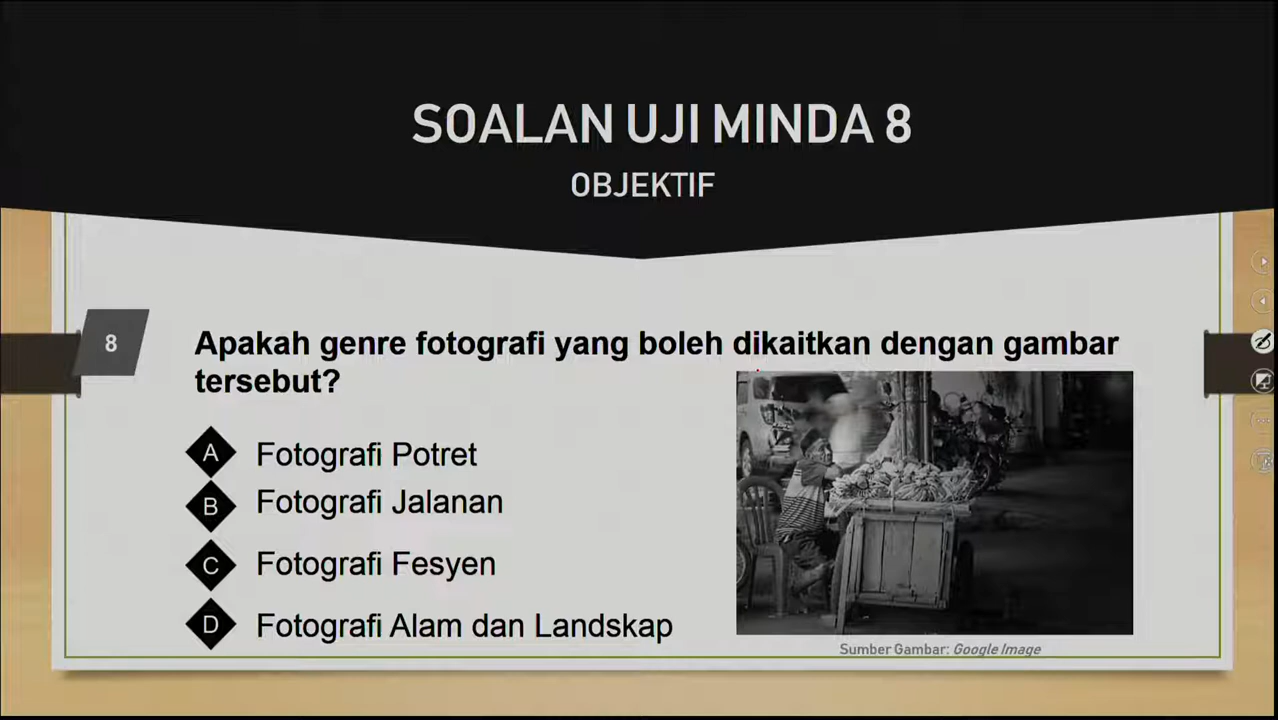 SOALAN UJI MINDA 8
OBJEKTIF
8
Apakah genre fotografi yang boleh dikaitkan dengan gambar
tersebut?
A Fotografi Potret
B Fotografi Jalanan
C Fotografi Fesyen
D Fotografi Alam dan Landskap
Sumber Gambar: Google Image